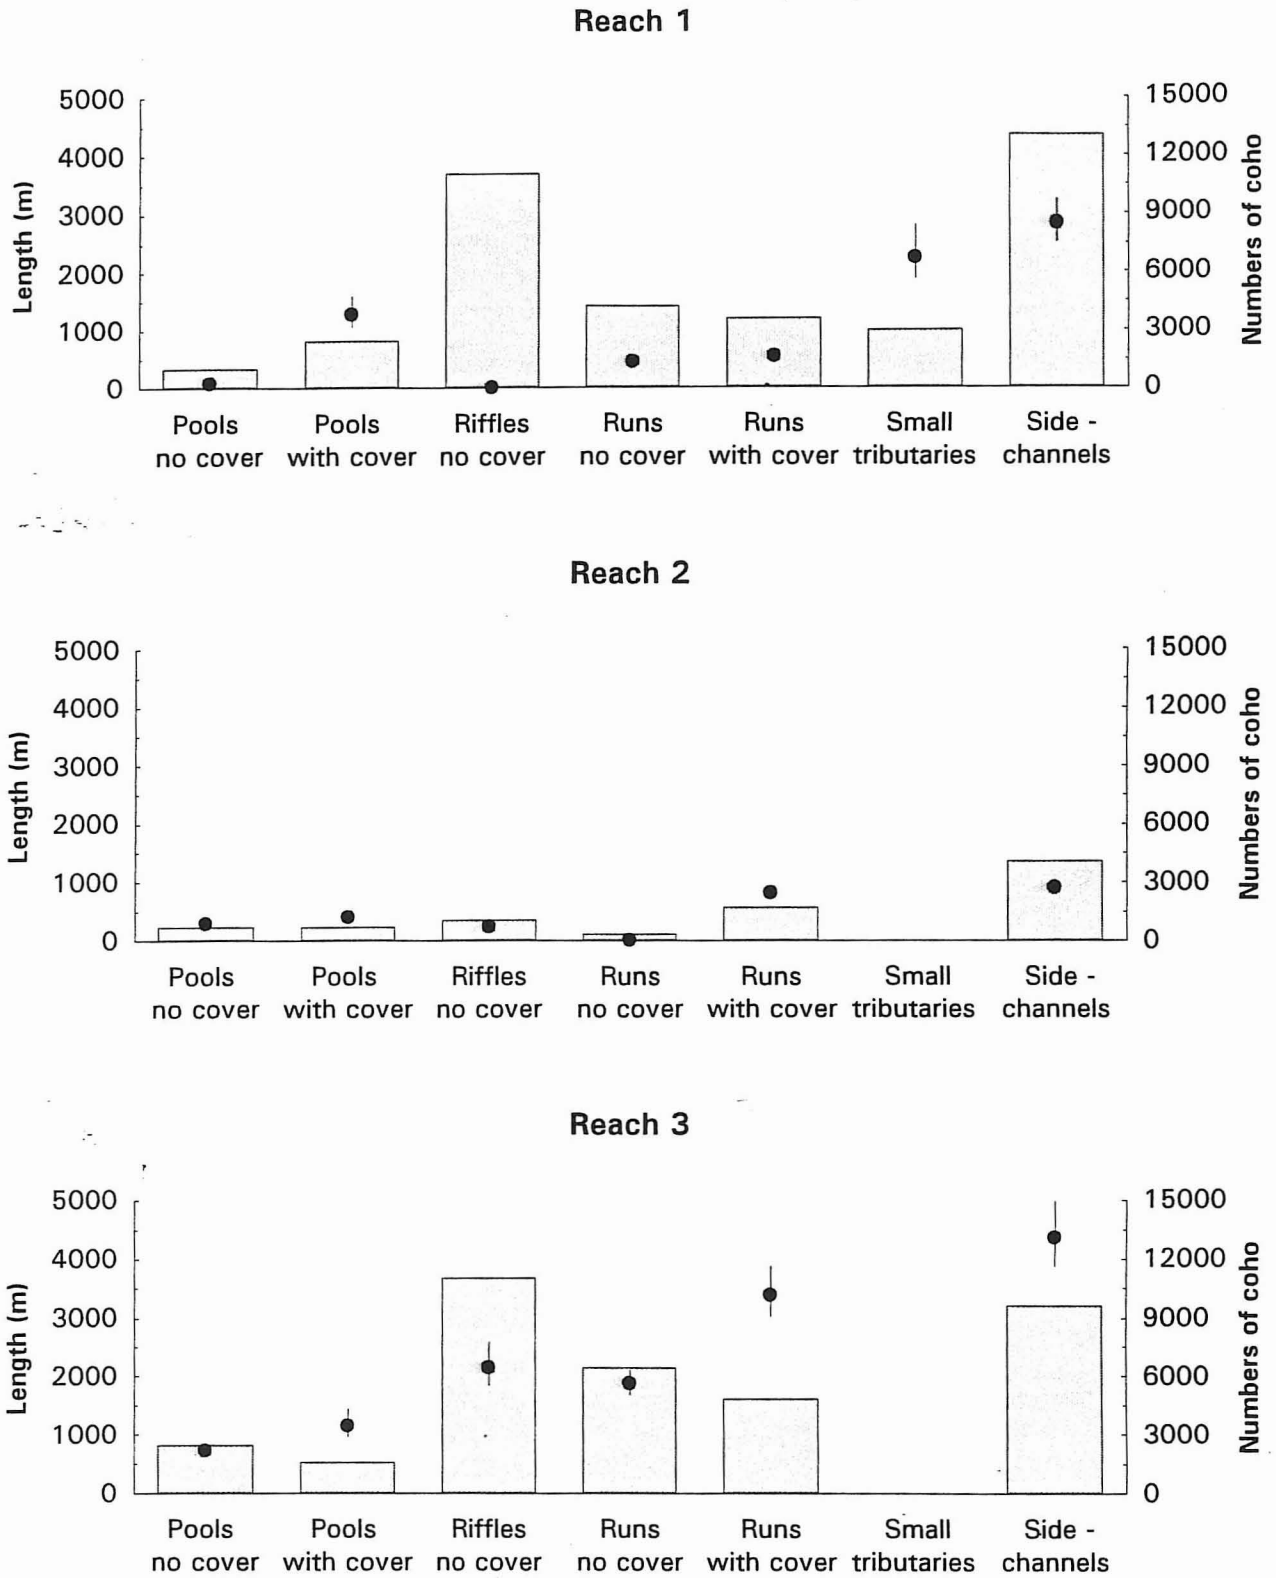 Reach 1
5000
4000
3000
2000
1000
0
Length (m)
15000
12000
9000
6000
3000
0
Numbers of coho
Pools Pools Riffles Runs Runs Small Side -
no cover with cover no cover no cover with cover tributaries channels
Reach 2
5000
4000
3000
2000
1000
0
Length (m)
15000
12000
9000
6000
3000
0
Numbers of coho
Pools Pools Riffles Runs Runs Small Side -
no cover with cover no cover no cover with cover tributaries channels
Reach 3
5000
4000
3000
2000
1000
0
Length (m)
15000
12000
9000
6000
3000
0
Numbers of coho
Pools Pools Riffles Runs Runs Small Side -
no cover with cover no cover no cover with cover tributaries channels